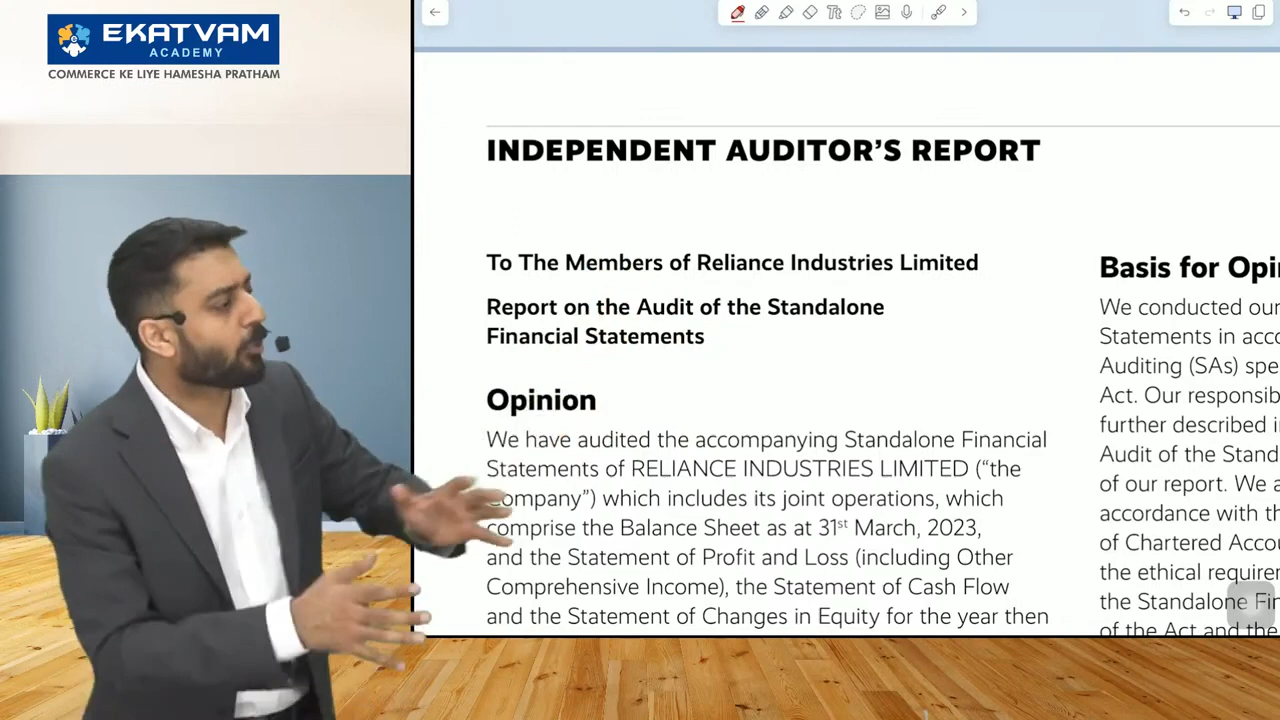 EKATVAM
ACADEMY
COMMERCE KE LIYE HAMESHA PRATHAM
INDEPENDENT AUDITOR’S REPORT
To The Members of Reliance Industries Limited
Report on the Audit of the Standalone
Financial Statements
Opinion
We have audited the accompanying Standalone Financial
Statements of RELIANCE INDUSTRIES LIMITED (“the
Company”) which includes its joint operations, which
comprise the Balance Sheet as at 31st March, 2023,
and the Statement of Profit and Loss (including Other
Comprehensive Income), the Statement of Cash Flow
and the Statement of Changes in Equity for the year then
Basis for Opi
We conducted our
Statements in acco
Auditing (SAs) spe
Act. Our responsib
further described i
Audit of the Stand
of our report. We a
accordance with th
of Chartered Accou
the ethical requirem
the Standalone Fin
of the Act and the